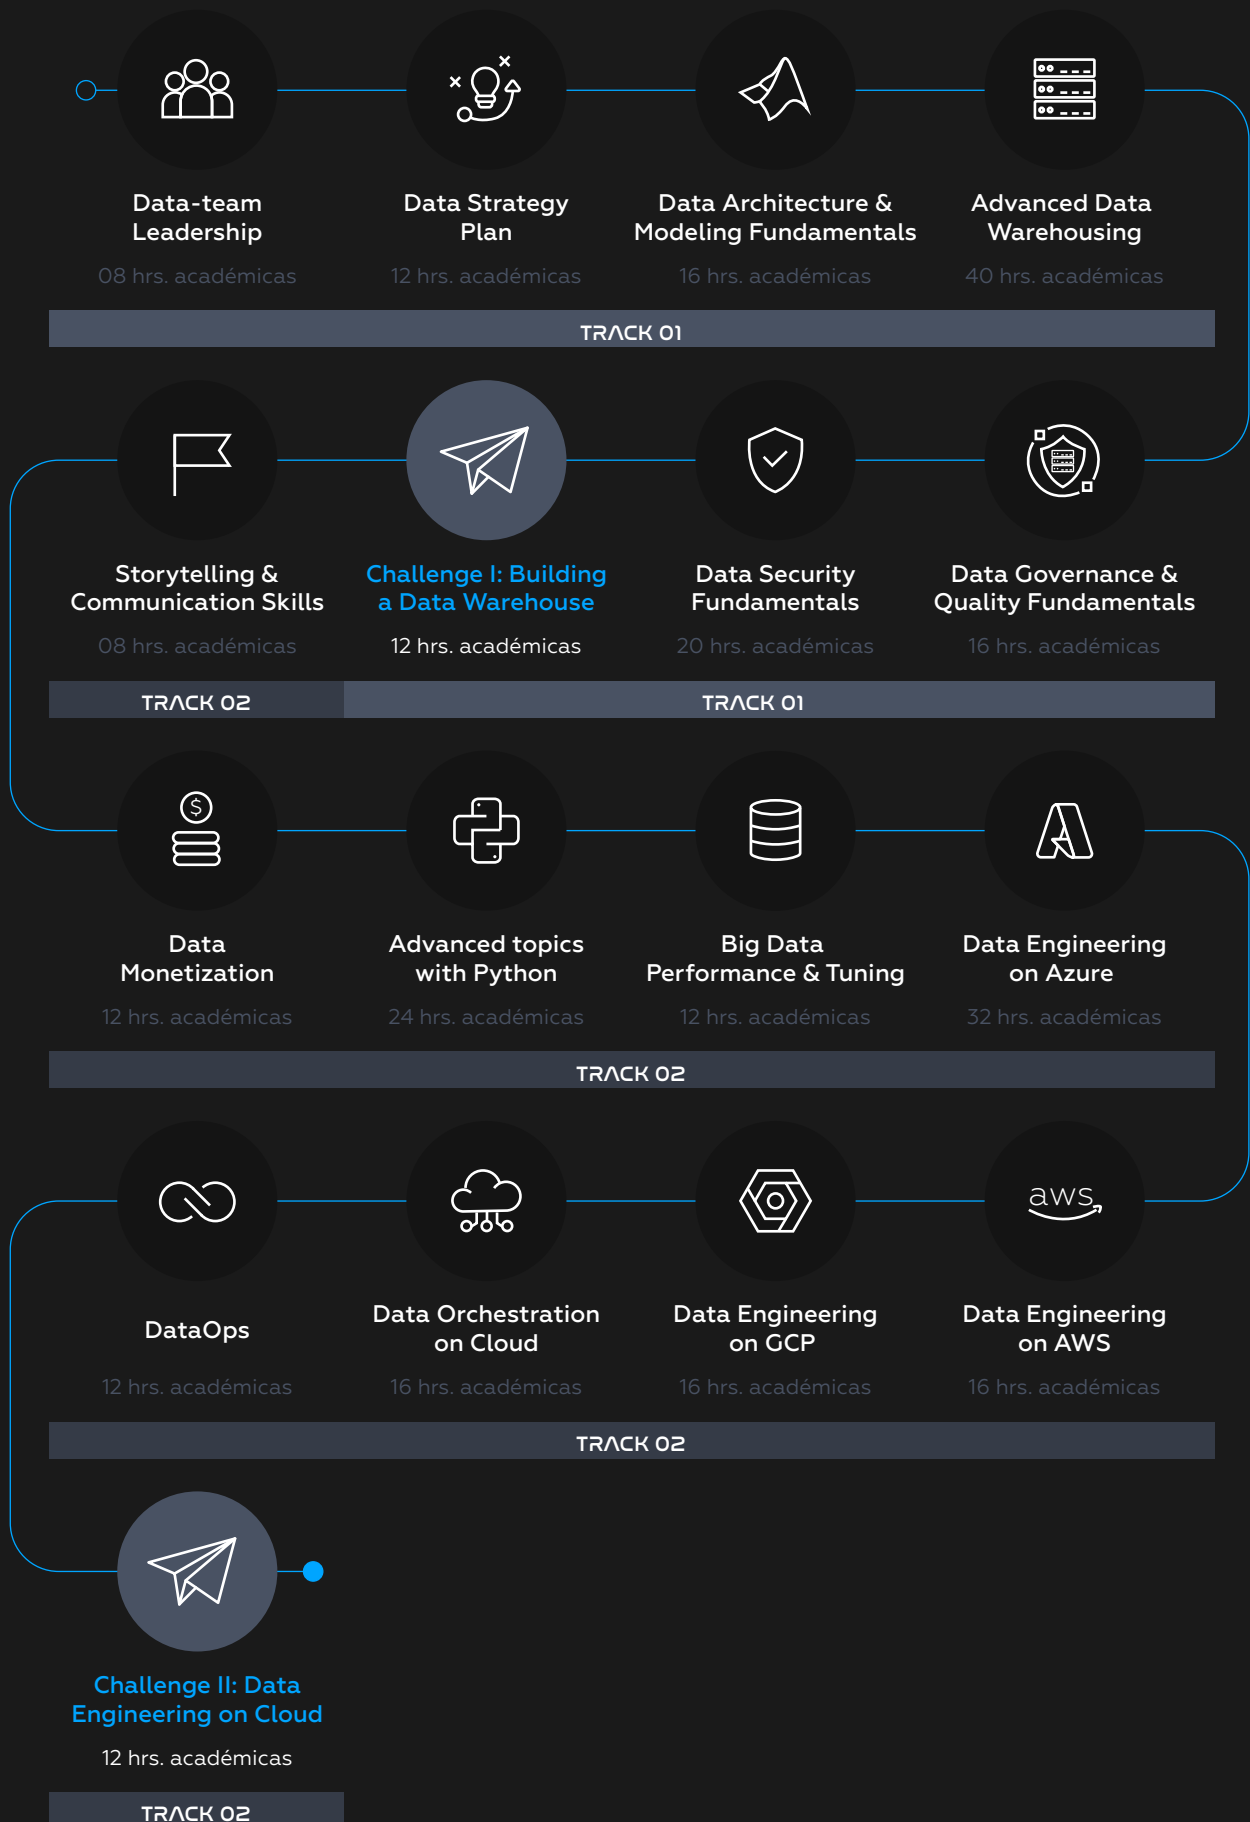 Data-team
Leadership
08 hrs. académicas
Data Strategy
Plan
12 hrs. académicas
Data Architecture &
Modeling Fundamentals
16 hrs. académicas
Advanced Data
Warehousing
40 hrs. académicas
TRACK 01
Storytelling &
Communication Skills
08 hrs. académicas
Challenge I: Building
a Data Warehouse
12 hrs. académicas
Data Security
Fundamentals
20 hrs. académicas
Data Governance &
Quality Fundamentals
16 hrs. académicas
TRACK 02
TRACK 01
$
Data
Monetization
12 hrs. académicas
Advanced topics
with Python
24 hrs. académicas
Big Data
Performance & Tuning
12 hrs. académicas
Data Engineering
on Azure
32 hrs. académicas
TRACK 02
DataOps
12 hrs. académicas
Data Orchestration
on Cloud
16 hrs. académicas
Data Engineering
on GCP
16 hrs. académicas
aws
Data Engineering
on AWS
16 hrs. académicas
TRACK 02
Challenge II: Data
Engineering on Cloud
12 hrs. académicas
TRACK 02